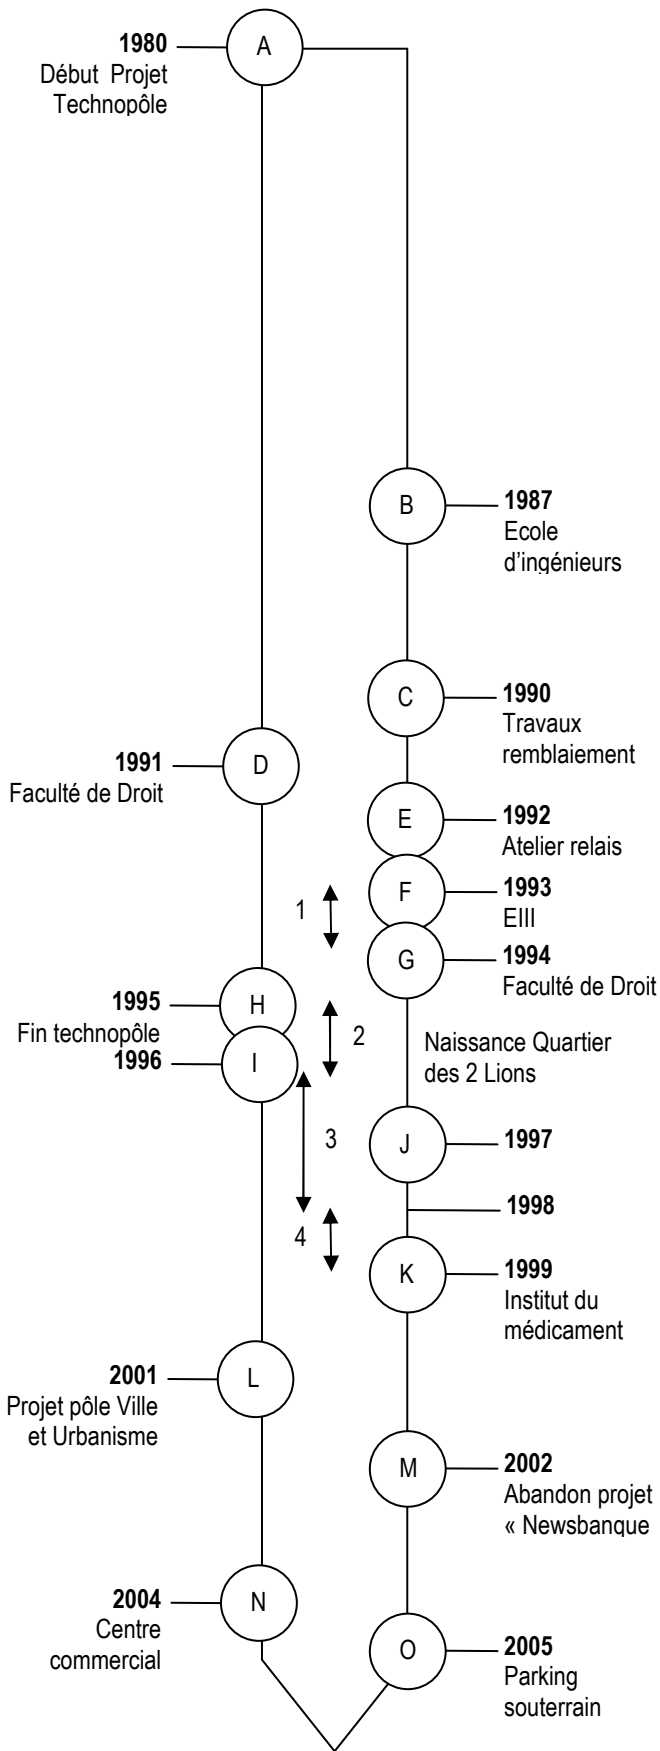 1980
A
Début Projet
Technopôle
B
1987
Ecole
d'ingénieurs
C
1990
Travaux
remblaiement
1991
D
Faculté de Droit
E
1992
Atelier relais
F
1993
EIII
1
G
1994
Faculté de Droit
1995
H
Fin technopôle
2
Naissance Quartier
des 2 Lions
1996
I
3
J
1997
1998
4
K
1999
Institut du
médicament
2001
L
Projet pôle Ville
et Urbanisme
M
2002
Abandon projet
« Newsbanque
2004
N
Centre
commercial
O
2005
Parking
souterrain